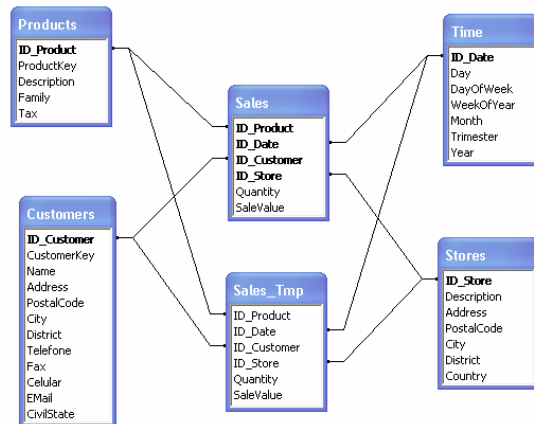 Products
ID_Product
ProductKey
Description
Family
Tax
Customers
ID_Customer
CustomerKey
Name
Address
PostalCode
City
District
Telefone
Fax
Celular
EMail
CivilState
Sales
ID_Product
ID_Date
ID_Customer
ID_Store
Quantity
SaleValue
Sales_Tmp
ID_Product
ID_Date
ID_Customer
ID_Store
Quantity
SaleValue
Time
ID_Date
Day
DayOfWeek
WeekOfYear
Month
Trimester
Year
Stores
ID_Store
Description
Address
PostalCode
City
District
Country